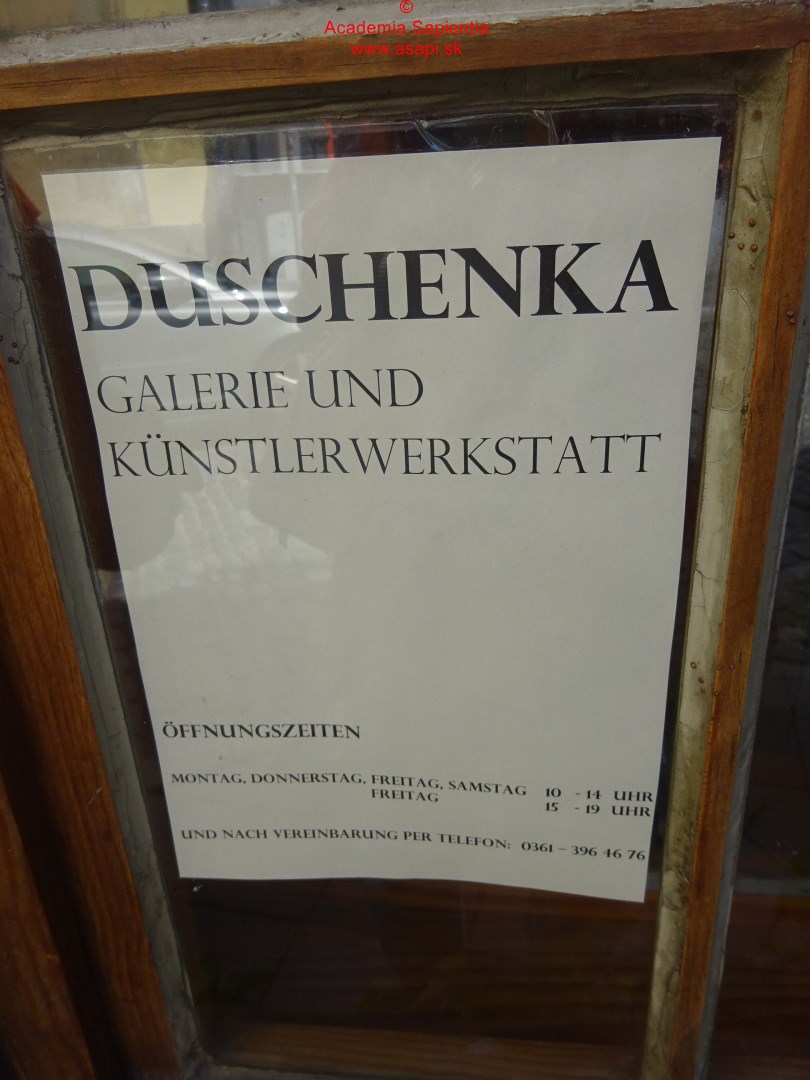 ©
Academia Sapientia
www.asapi.sk
DUSCHENKA
GALERIE UND
KÜNSTLERWERKSTATT
ÖFFNUNGSZEITEN
MONTAG, DONNERSTAG, FREITAG, SAMSTAG 10 - 14 UHR
FREITAG 15 - 19 UHR
UND NACH VEREINBARUNG PER TELEFON: 0361 – 396 46 76